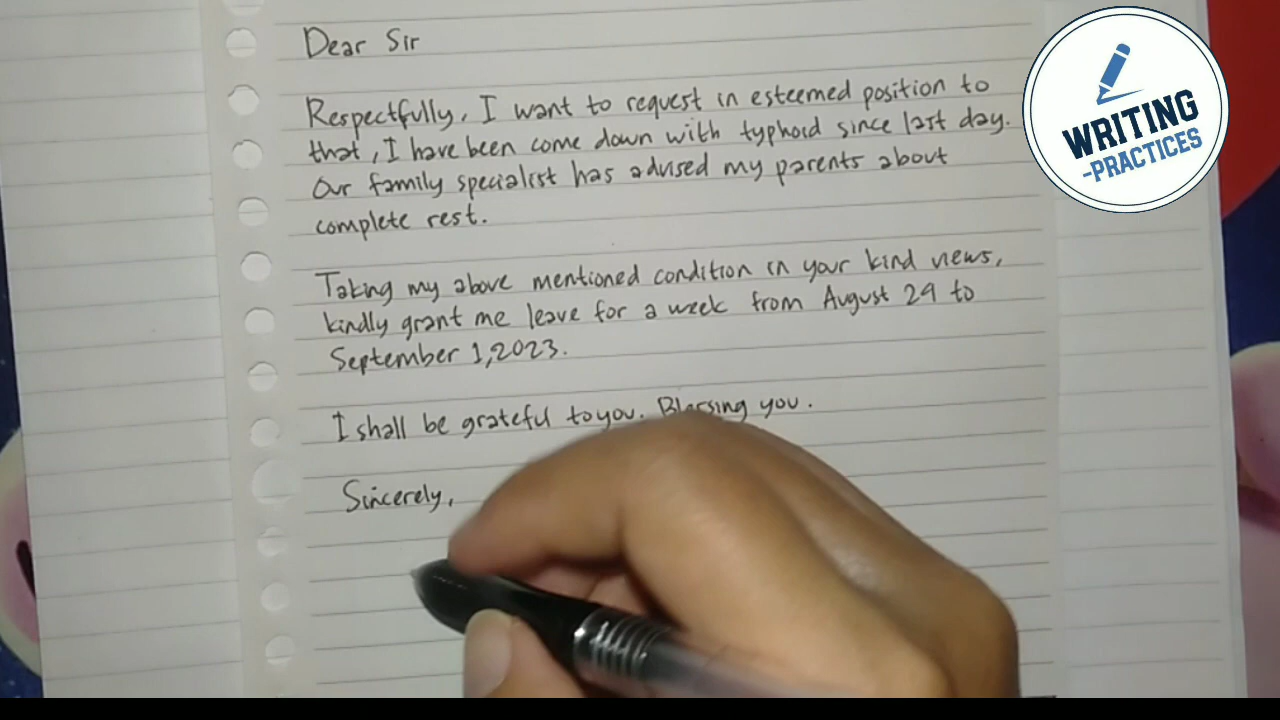 Dear Sir
Respectfully, I want to request in esteemed position to
that, I have been come down with typhoid since last day.
Our family specialist has advised my parents about
complete rest.
Taking my above mentioned condition in your kind views,
kindly grant me leave for a week from August 29 to
September 1,2023.
I shall be grateful to you. Blessing you.
Sincerely,
WRITING
-PRACTICES